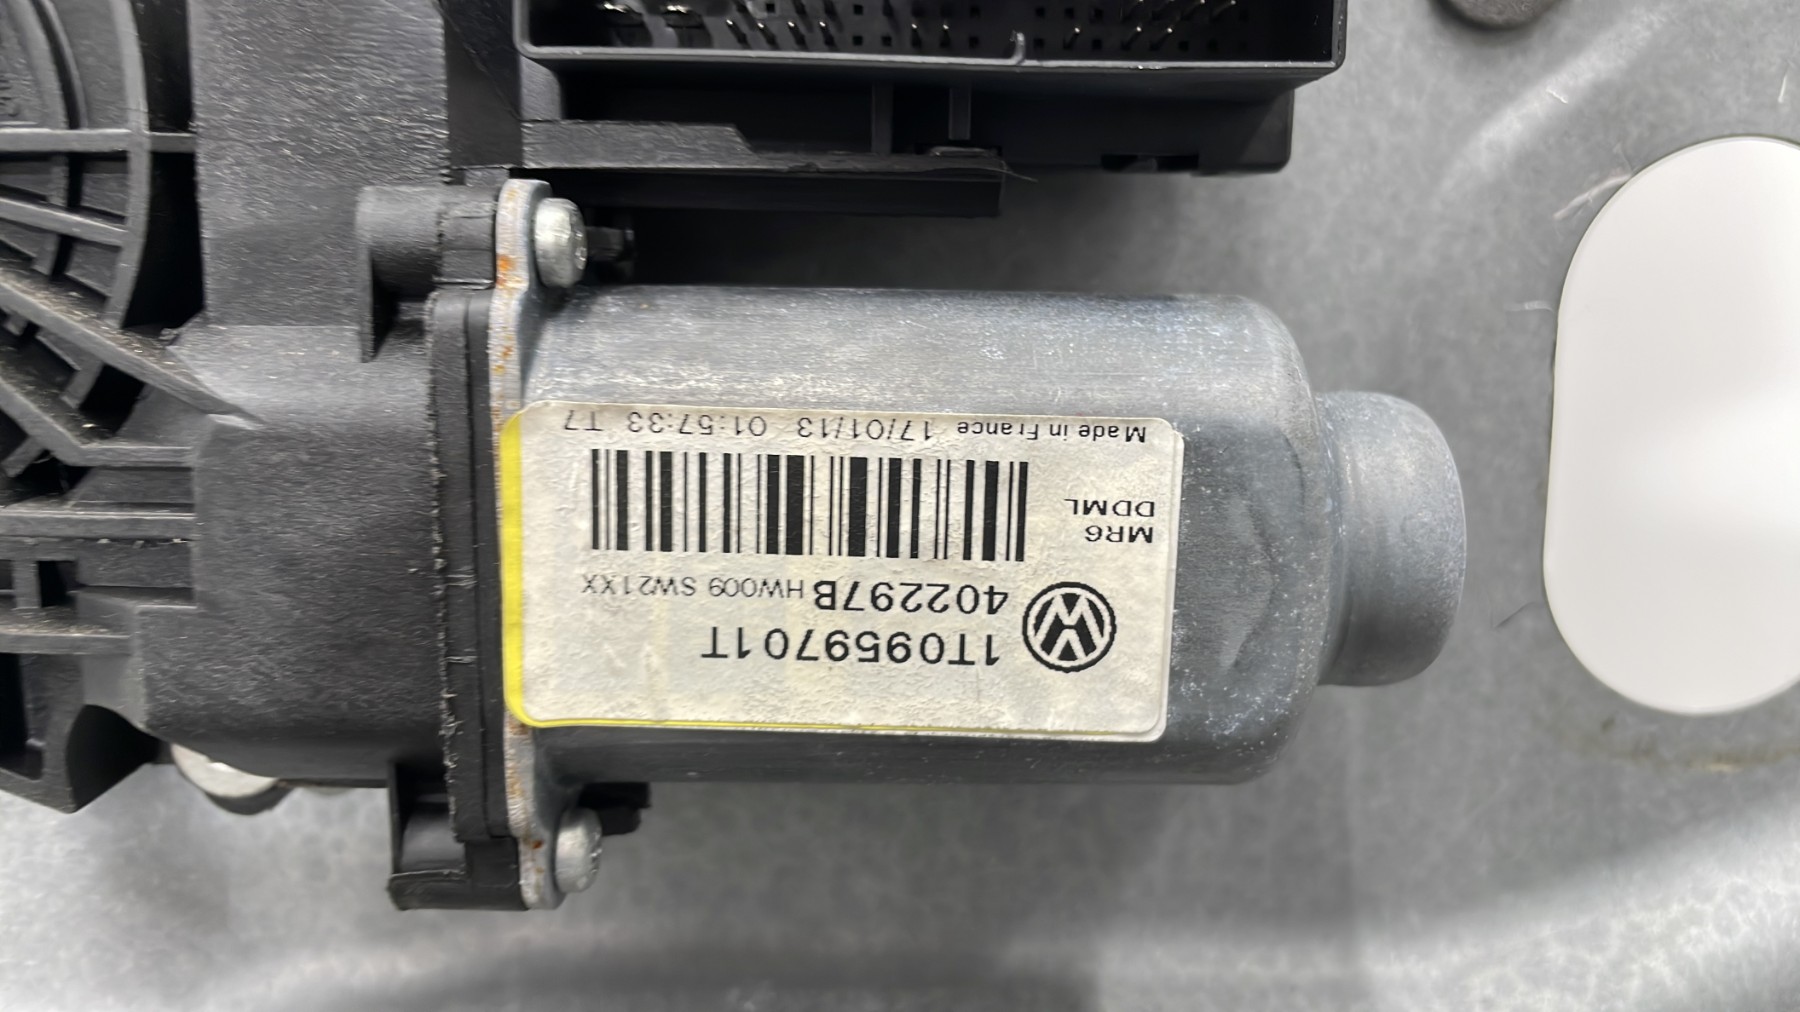 1T0959701T
402297B HW009 SW21XX
MR6
DDML
Made in France 17/01/13 01:57:33 T7